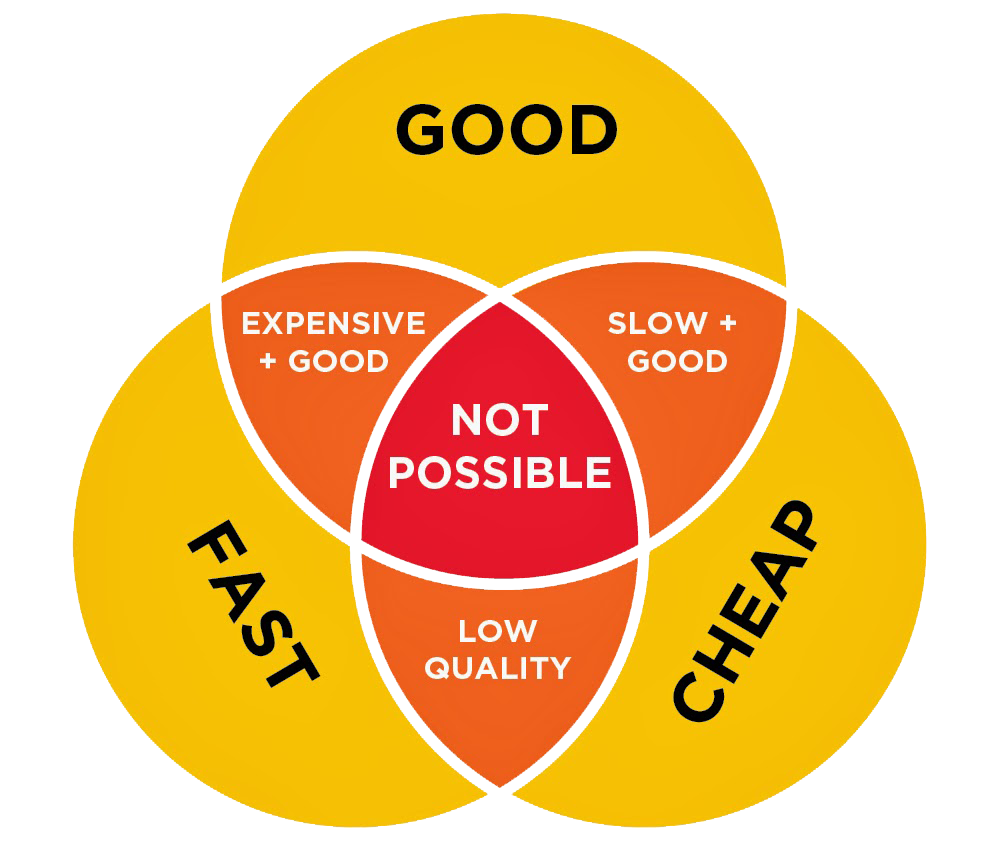 GOOD
EXPENSIVE
+ GOOD
SLOW +
GOOD
NOT
POSSIBLE
FAST
CHEAP
LOW
QUALITY